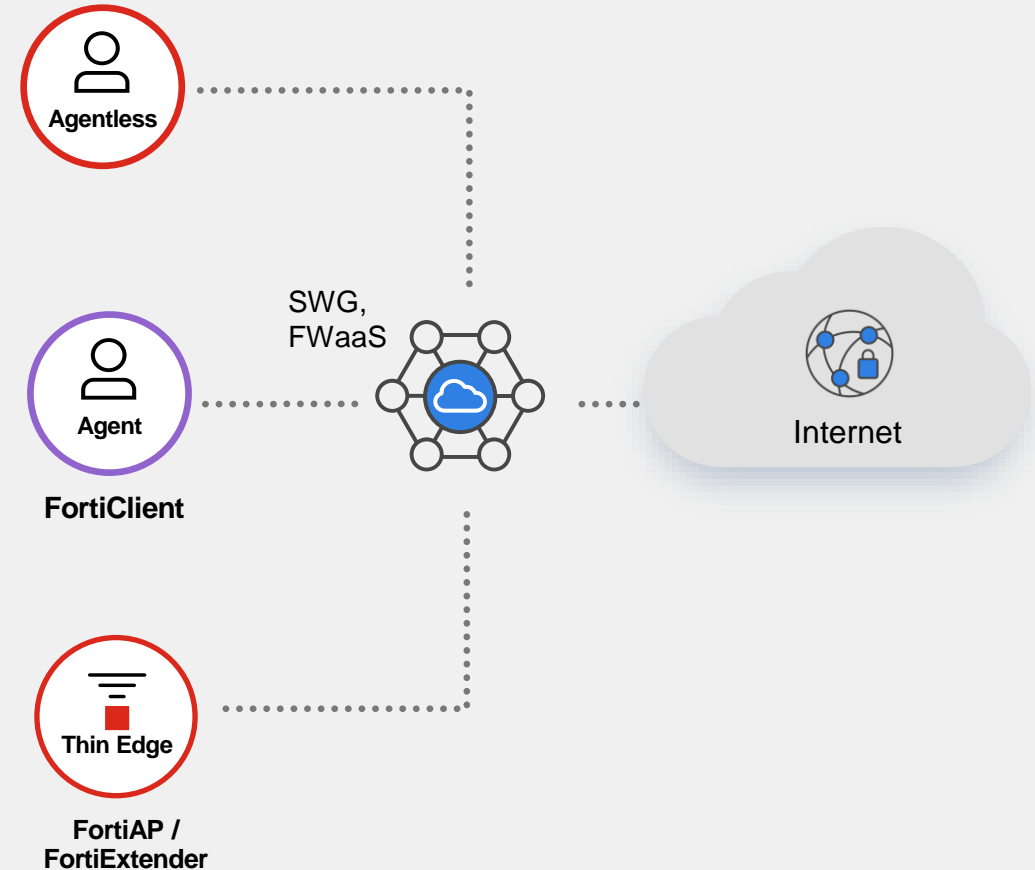 Agentless
SWG,
FWaaS
Agent
FortiClient
Internet
Thin Edge
FortiAP /
FortiExtender